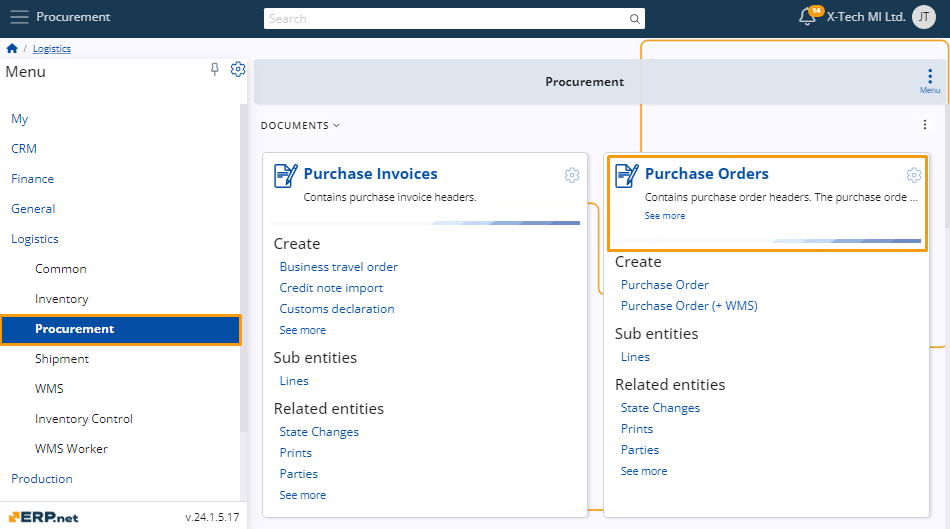 Procurement
Search
14
X-Tech MI Ltd.
JT
/ Logistics
Menu
My
CRM
Finance
General
Logistics
Common
Inventory
Procurement
Shipment
WMS
Inventory Control
WMS Worker
Production
ERP.net
v.24.1.5.17
Procurement
Menu
DOCUMENTS
Purchase Invoices
Contains purchase invoice headers.
Create
Business travel order
Credit note import
Customs declaration
See more
Sub entities
Lines
Related entities
State Changes
Prints
Parties
See more
Purchase Orders
Contains purchase order headers. The purchase orde ...
See more
Create
Purchase Order
Purchase Order (+ WMS)
Sub entities
Lines
Related entities
State Changes
Prints
Parties
See more